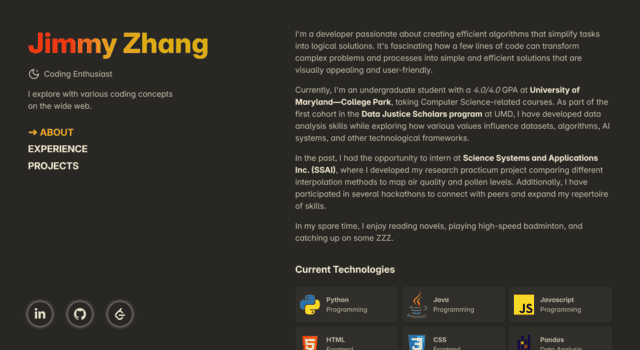 Jimmy Zhang
Coding Enthusiast
I explore with various coding concepts
on the wide web.
→ ABOUT
EXPERIENCE
PROJECTS
I'm a developer passionate about creating efficient algorithms that simplify tasks
into logical solutions. It's fascinating how a few lines of code can transform
complex problems and processes into simple and efficient solutions that are
visually appealing and user-friendly.
Currently, I'm an undergraduate student with a 4.0/4.0 GPA at University of
Maryland—College Park, taking Computer Science-related courses. As part of the
first cohort in the Data Justice Scholars program at UMD, I have developed data
analysis skills while exploring how various values influence datasets, algorithms, AI
systems, and other technological frameworks.
In the past, I had the opportunity to intern at Science Systems and Applications
Inc. (SSAI), where I developed my research practicum project comparing different
interpolation methods to map air quality and pollen levels. Additionally, I have
participated in several hackathons to connect with peers and expand my repertoire
of skills.
In my spare time, I enjoy reading novels, playing high-speed badminton, and
catching up on some ZZZ.
Current Technologies
Python
Programming
Java
Programming
JS
Javascript
Programming
HTML
Frontend
CSS
Frontend
Pandas
Data Analysis
in